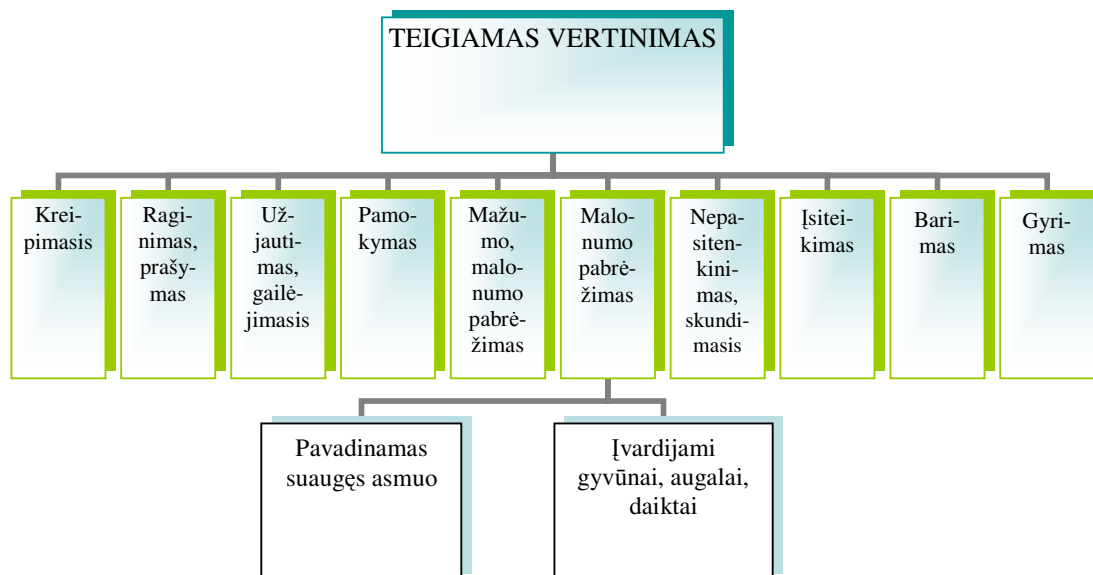 TEIGIAMAS VERTINIMAS
Krei-
pimasis
Ragi-
nimas,
prašy-
mas
Už-
jauti-
mas,
gailė-
jimasis
Pamo-
kymas
Mažu-
mo,
malo-
numo
pabrė-
žimas
Malo-
numo
pabrė-
žimas
Nepa-
siten-
kini-
mas,
skundi-
masis
Įsitei-
kimas
Bari-
mas
Gyri-
mas
Pavadinamas
suaugęs asmuo
Įvardijami
gyvūnai, augalai,
daiktai